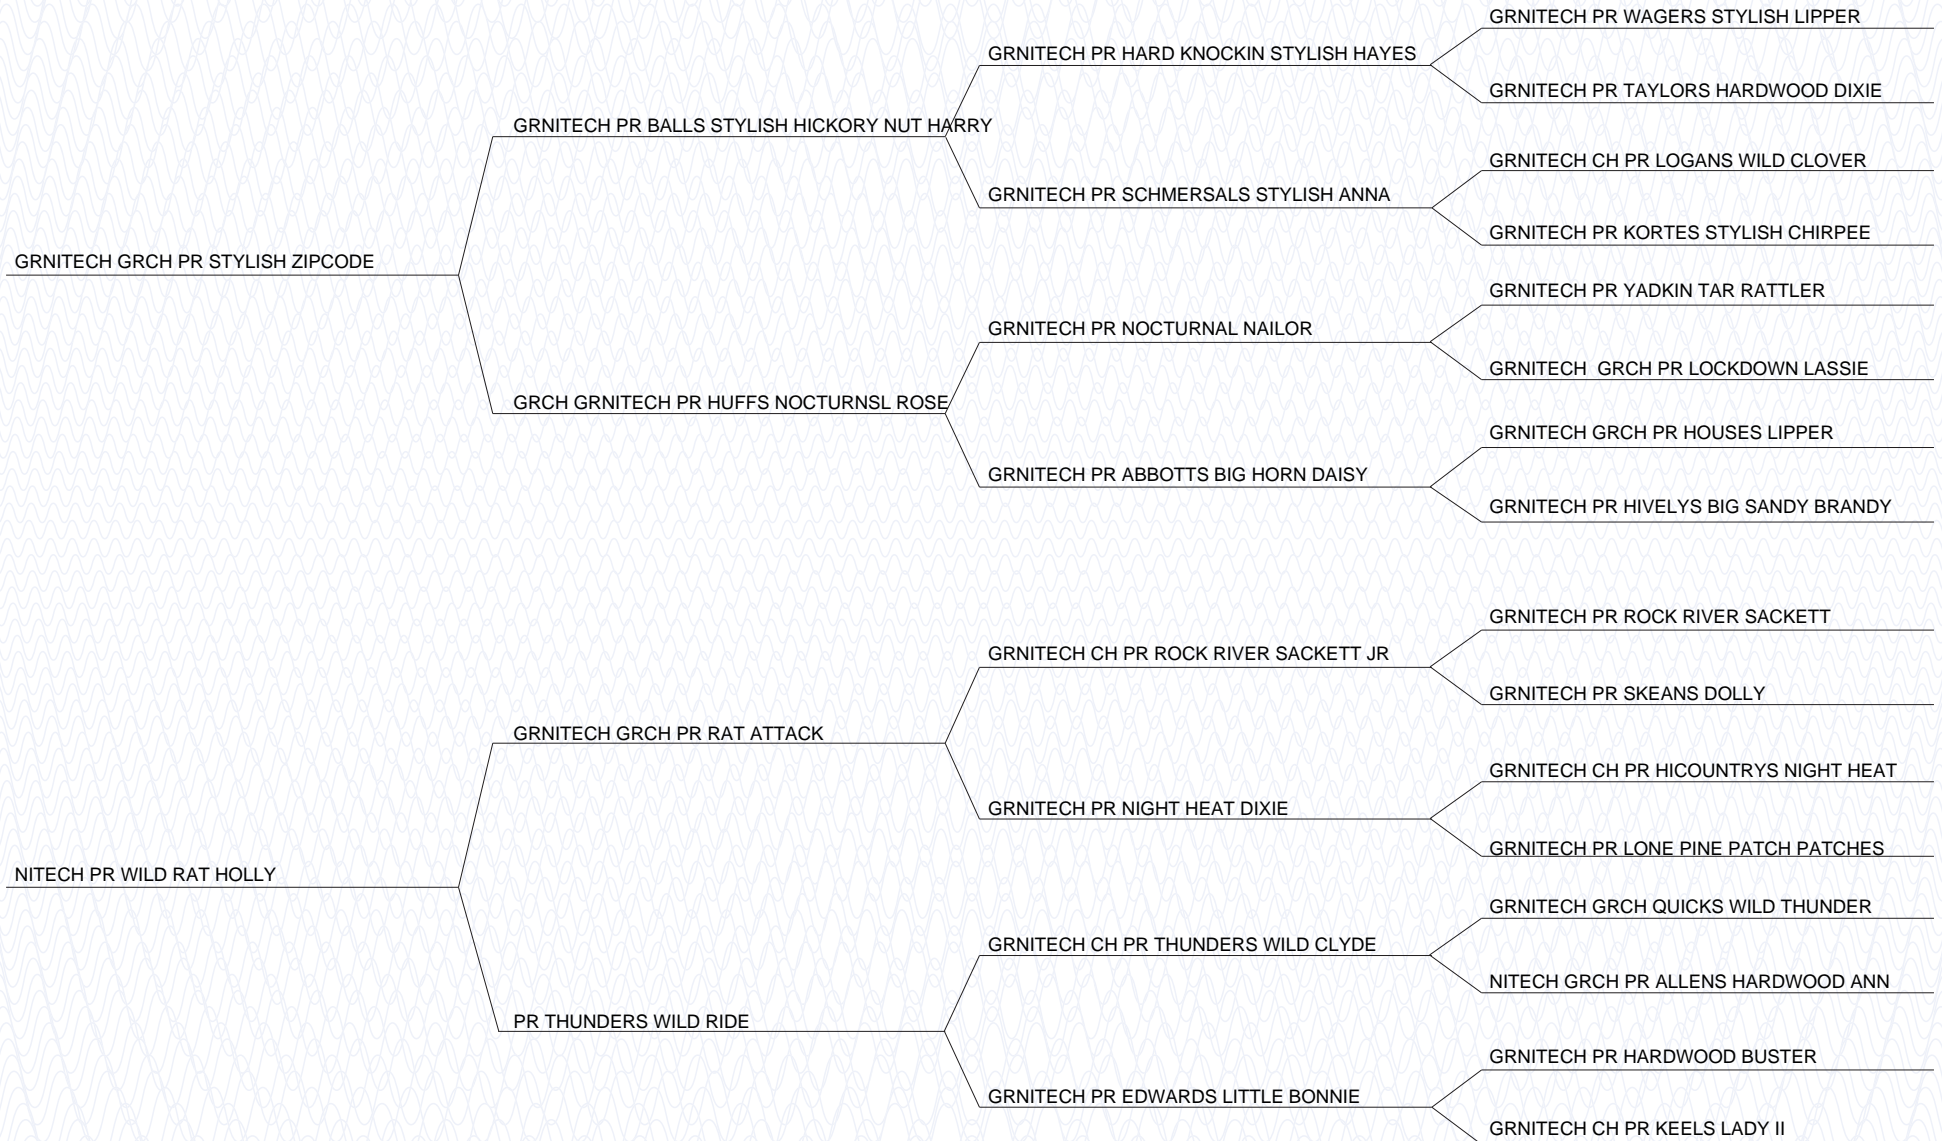 GRNITECH PR WAGERS STYLISH LIPPER
GRNITECH PR HARD KNOCKIN STYLISH HAYES
GRNITECH PR TAYLORS HARDWOOD DIXIE
GRNITECH PR BALLS STYLISH HICKORY NUT HARRY
GRNITECH CH PR LOGANS WILD CLOVER
GRNITECH PR SCHMERSALS STYLISH ANNA
GRNITECH PR KORTES STYLISH CHIRPEE
GRNITECH GRCH PR STYLISH ZIPCODE
GRNITECH PR YADKIN TAR RATTLER
GRNITECH PR NOCTURNAL NAILOR
GRNITECH  GRCH PR LOCKDOWN LASSIE
GRCH GRNITECH PR HUFFS NOCTURNSL ROSE
GRNITECH GRCH PR HOUSES LIPPER
GRNITECH PR ABBOTTS BIG HORN DAISY
GRNITECH PR HIVELYS BIG SANDY BRANDY
GRNITECH PR ROCK RIVER SACKETT
GRNITECH CH PR ROCK RIVER SACKETT JR
GRNITECH PR SKEANS DOLLY
GRNITECH GRCH PR RAT ATTACK
GRNITECH CH PR HICOUNTRYS NIGHT HEAT
GRNITECH PR NIGHT HEAT DIXIE
GRNITECH PR LONE PINE PATCH PATCHES
NITECH PR WILD RAT HOLLY
GRNITECH GRCH QUICKS WILD THUNDER
GRNITECH CH PR THUNDERS WILD CLYDE
NITECH GRCH PR ALLENS HARDWOOD ANN
PR THUNDERS WILD RIDE
GRNITECH PR HARDWOOD BUSTER
GRNITECH PR EDWARDS LITTLE BONNIE
GRNITECH CH PR KEELS LADY II